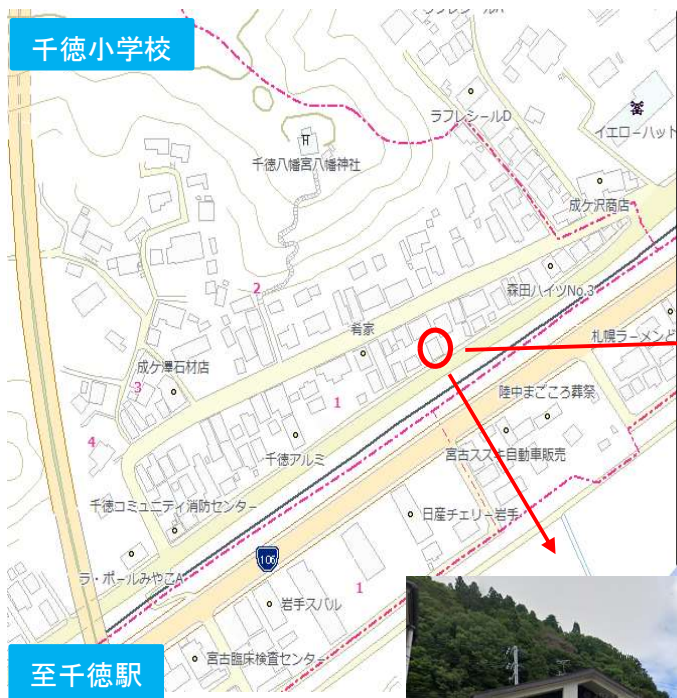 千徳小学校
ラフレシールD
イエローハット
千徳八幡宮八幡神社
成ケ沢商店
2
森田ハイツNo.3
肴家
札幌ラーメンど
成ケ澤石材店
3
陸中まごころ葬祭
1
4
千徳アルミ
宮古スズキ自動車販売
千徳コミュニティ消防センター
日産チェリー岩手
106
ラ・ポールみやこA
1
岩手スバル
宮古臨床検査センター
至千徳駅